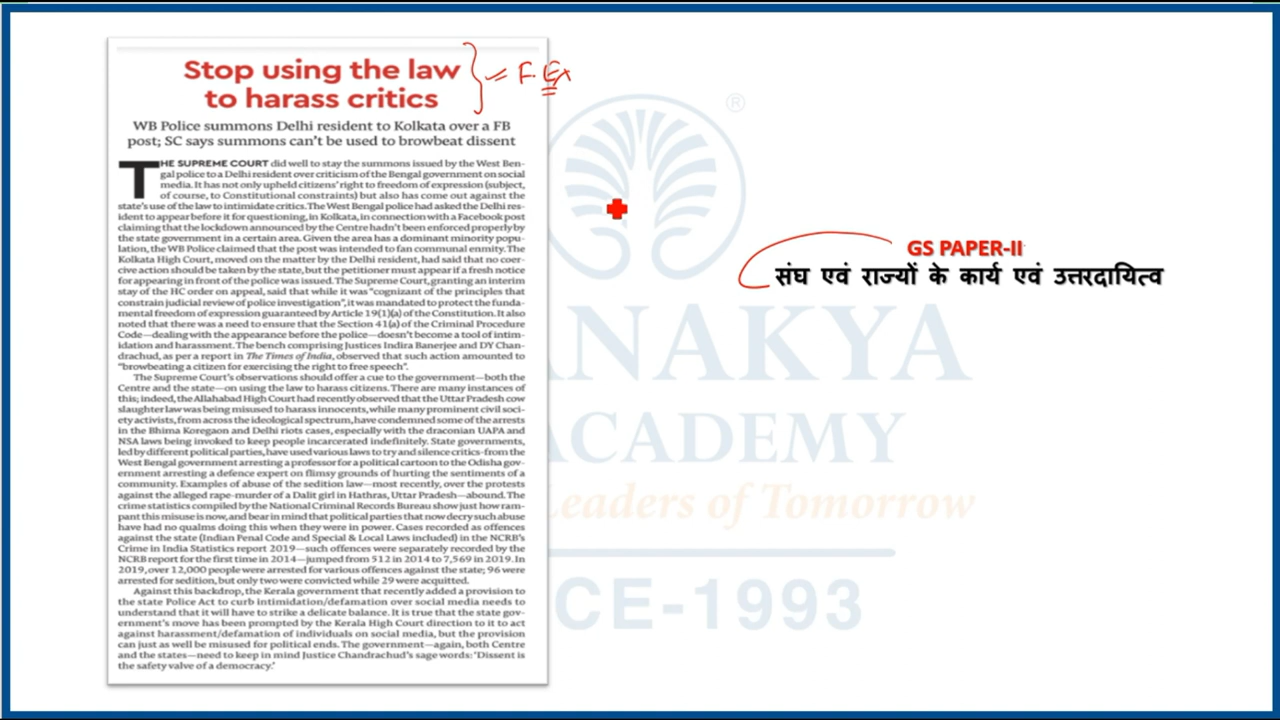 Stop using the law
to harass critics
= F. Ex
WB Police summons Delhi resident to Kolkata over a FB
post; SC says summons can't be used to browbeat dissent
THE SUPREME COURT did well to stay the summons issued by the West Ben-
gal police to a Delhi resident over criticism of the Bengal government on social
media. It has not only upheld citizens' right to freedom of expression (subject,
of course, to Constitutional constraints) but also has come out against the
state's use of the law to intimidate critics. The West Bengal police had asked the Delhi res-
ident to appear before it for questioning, in Kolkata, in connection with a Facebook post
claiming that the lockdown announced by the Centre hadn't been enforced properly by
the state government in a certain area. Given the area has a dominant minority popu-
lation, the WB Police claimed that the post was intended to fan communal enmity. The
Kolkata High Court, moved on the matter by the Delhi resident, had said that no coer-
cive action should be taken by the state, but the petitioner must appear if a fresh notice
for appearing in front of the police was issued. The Supreme Court, granting an interim
stay of the HC order on appeal, said that while it was "cognizant of the principles that
constrain judicial review of police investigation", it was mandated to protect the funda-
mental freedom of expression guaranteed by Article 19(1)(a) of the Constitution. It also
noted that there was a need to ensure that the Section 41(a) of the Criminal Procedure
Code—dealing with the appearance before the police—doesn't become a tool of intim-
idation and harassment. The bench comprising Justices Indira Banerjee and DY Chan-
drachud, as per a report in The Times of India, observed that such action amounted to
"browbeating a citizen for exercising the right to free speech".
The Supreme Court's observations should offer a cue to the government—both the
Centre and the state—on using the law to harass citizens. There are many instances of
this; indeed, the Allahabad High Court had recently observed that the Uttar Pradesh cow
slaughter law was being misused to harass innocents, while many prominent civil soci-
ety activists, from across the ideological spectrum, have condemned some of the arrests
in the Bhima Koregaon and Delhi riots cases, especially with the draconian UAPA and
NSA laws being invoked to keep people incarcerated indefinitely. State governments,
led by different political parties, have used various laws to try and silence critics-from the
West Bengal government arresting a professor for a political cartoon to the Odisha gov-
ernment arresting a defence expert on flimsy grounds of hurting the sentiments of a
community. Examples of abuse of the sedition law—most recently, over the protests
against the alleged rape-murder of a Dalit girl in Hathras, Uttar Pradesh—abound. The
crime statistics compiled by the National Criminal Records Bureau show just how ram-
pant this misuse is now, and bear in mind that political parties that now decry such abuse
have had no qualms doing this when they were in power. Cases recorded as offences
against the state (Indian Penal Code and Special & Local Laws included) in the NCRB's
Crime in India Statistics report 2019—such offences were separately recorded by the
NCRB report for the first time in 2014—jumped from 512 in 2014 to 7,569 in 2019. In
2019, over 12,000 people were arrested for various offences against the state; 96 were
arrested for sedition, but only two were convicted while 29 were acquitted.
Against this backdrop, the Kerala government that recently added a provision to
the state Police Act to curb intimidation/defamation over social media needs to
understand that it will have to strike a delicate balance. It is true that the state gov-
ernment's move has been prompted by the Kerala High Court direction to it to act
against harassment/defamation of individuals on social media, but the provision
can just as well be misused for political ends. The government—again, both Centre
and the states—need to keep in mind Justice Chandrachud's sage words: 'Dissent is
the safety valve of a democracy.'
GS PAPER-II
संघ एवं राज्यों के कार्य एवं उत्तरदायित्व
®
ANAKYA
ACADEMY
Leaders of Tomorrow
CE-1993